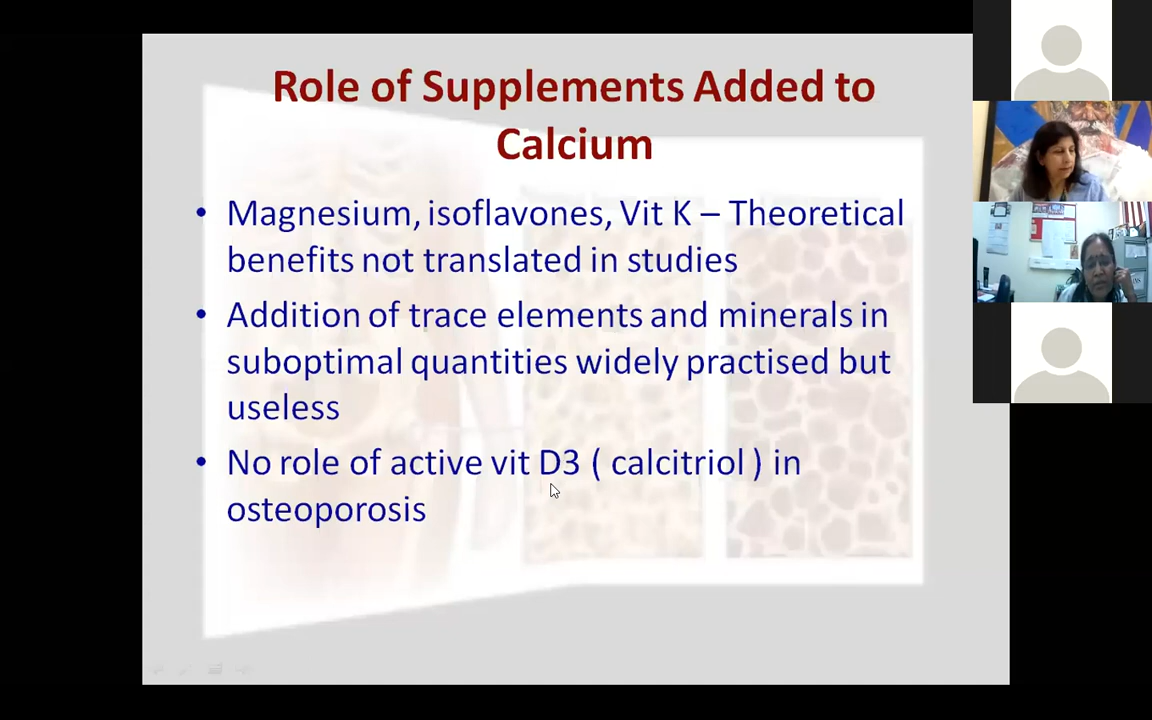 Role of Supplements Added to
Calcium
• Magnesium, isoflavones, Vit K – Theoretical
benefits not translated in studies
• Addition of trace elements and minerals in
suboptimal quantities widely practised but
useless
• No role of active vit D3 ( calcitriol ) in
osteoporosis